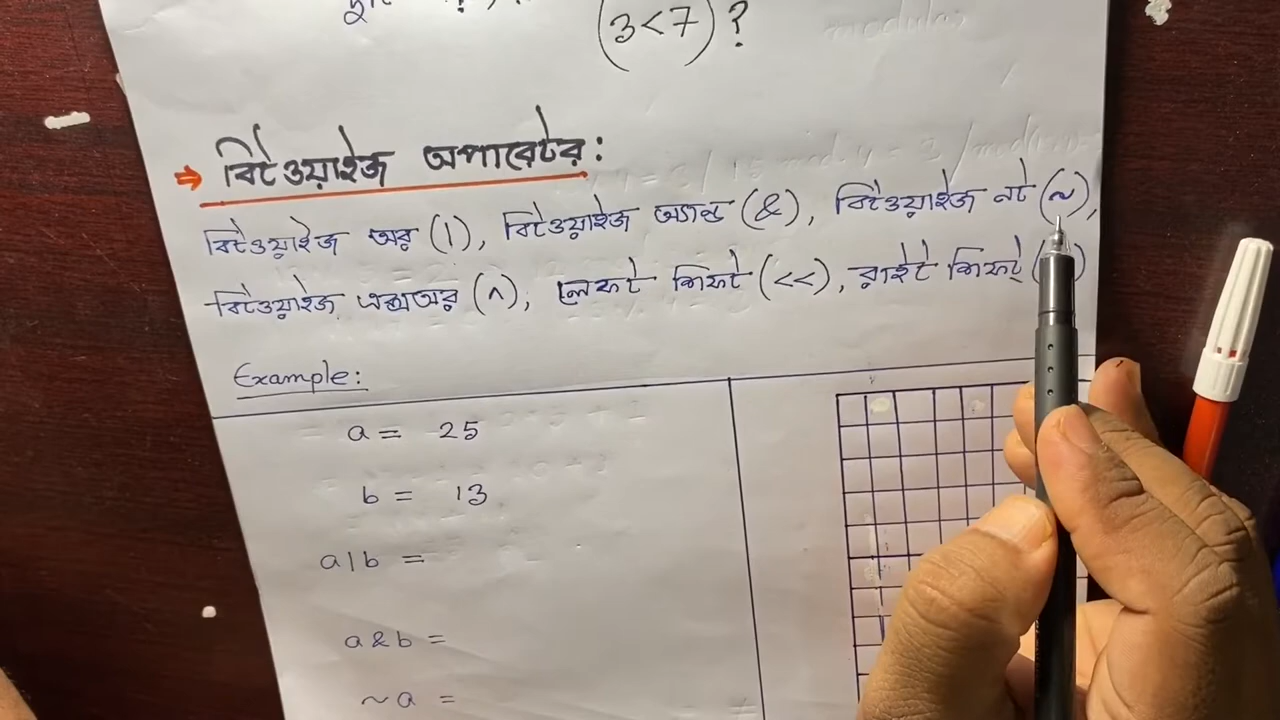 (3<7)?
→ বিটওয়াইজ অপারেটর:
বিটওয়াইজ অর (|), বিটওয়াইজ অ্যান্ড (&), বিটওয়াইজ নট (~),
বিটওয়াইজ এক্সঅর (^), লেফট শিফট (<<), রাইট শিফট (
Example:
a = 25
b = 13
a|b =
a&b =
~a =